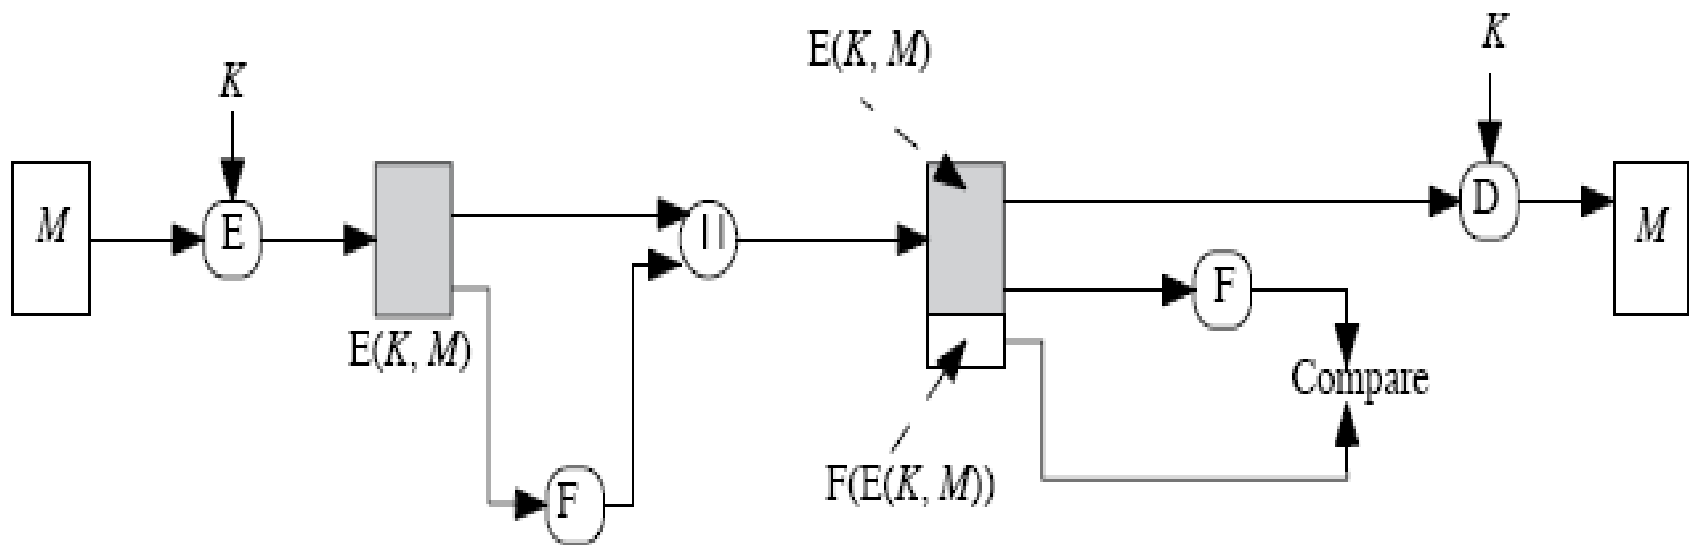 K
M
E
E(K, M)
F
||
E(K, M)
F(E(K, M))
F
Compare
K
D
M